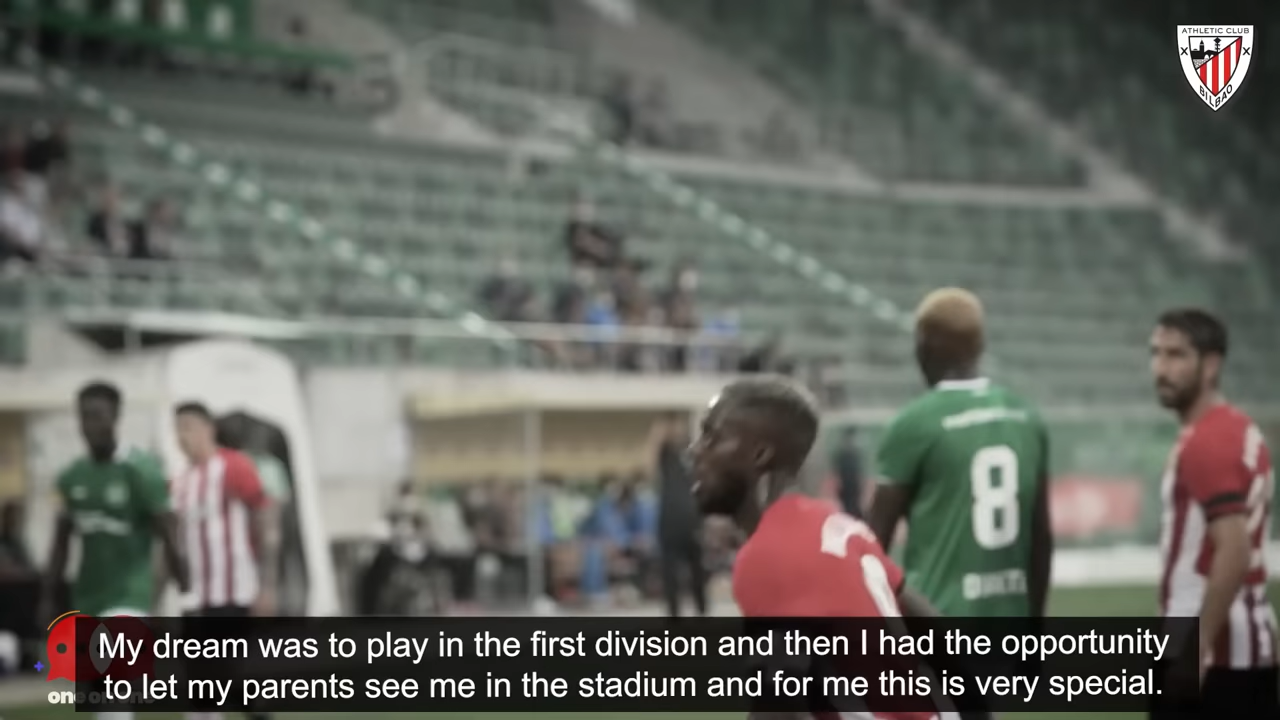 ATHLETIC CLUB
BILBAO
8
My dream was to play in the first division and then I had the opportunity
to let my parents see me in the stadium and for me this is very special.